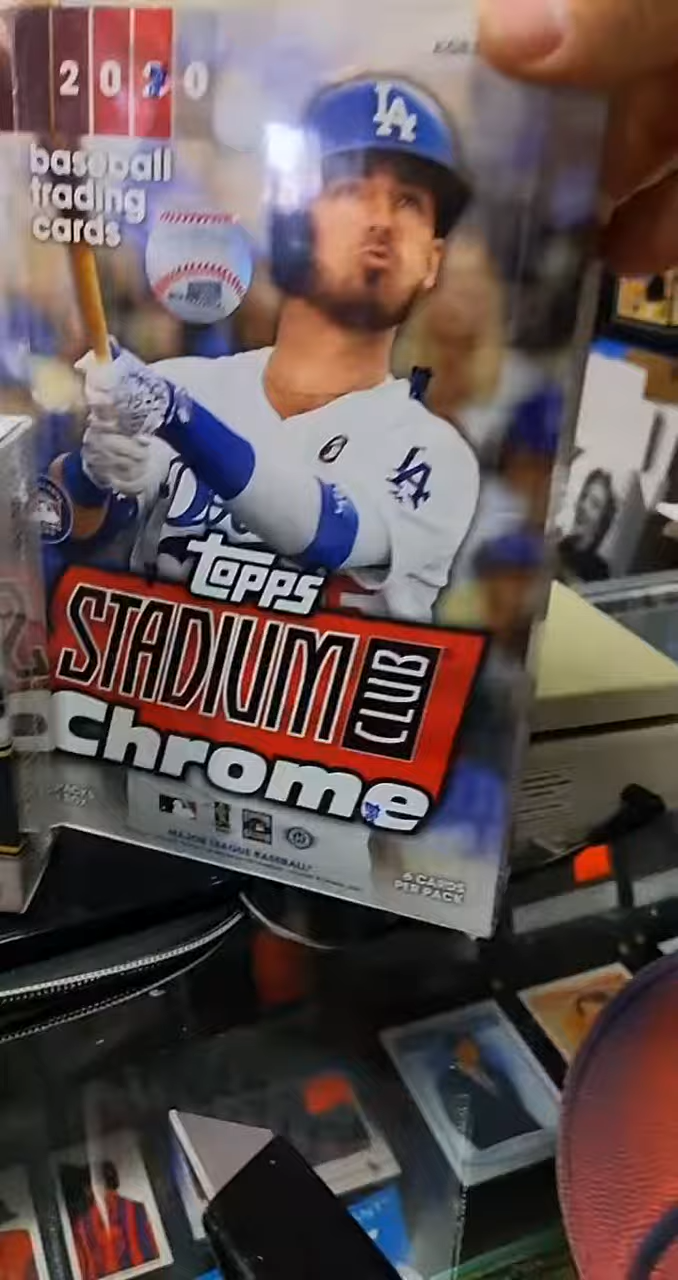 2020
baseball
trading
cards
LA
LA
topps
STADIUM
CLUB
Chrome
MAJOR LEAGUE BASEBALL
6 CARDS
PER PACK